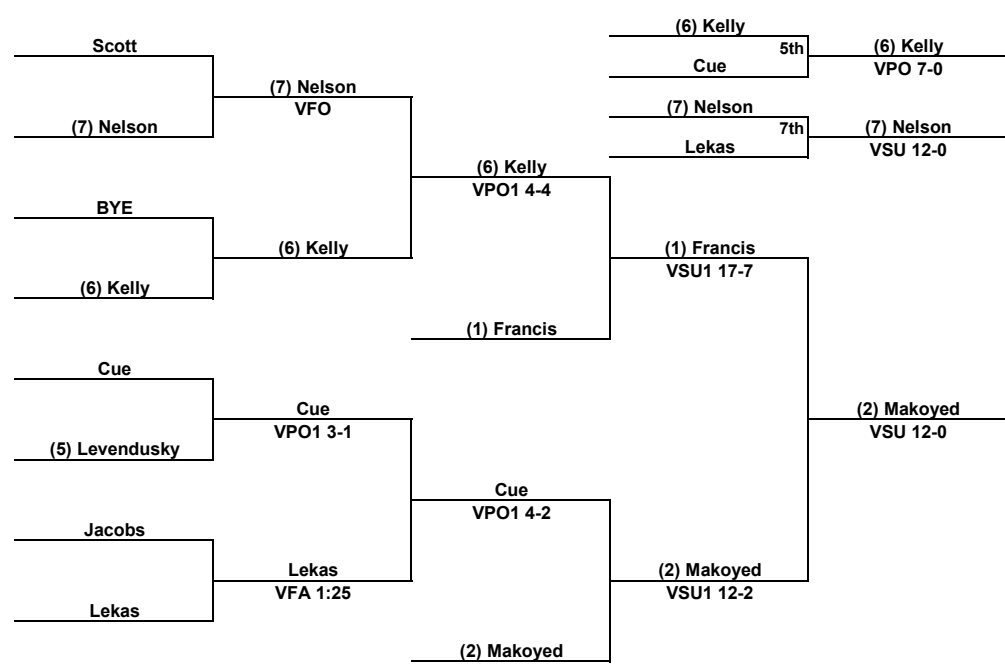 (6) Kelly
5th
Cue
(6) Kelly
VPO 7-0
(7) Nelson
7th
Lekas
(7) Nelson
VSU 12-0
Scott
(7) Nelson
(7) Nelson
VFO
BYE
(6) Kelly
(6) Kelly
(6) Kelly
VPO1 4-4
(1) Francis
(1) Francis
VSU1 17-7
Cue
(5) Levendusky
Cue
VPO1 3-1
Jacobs
Lekas
Lekas
VFA 1:25
Cue
VPO1 4-2
(2) Makoyed
(2) Makoyed
VSU1 12-2
(2) Makoyed
VSU 12-0